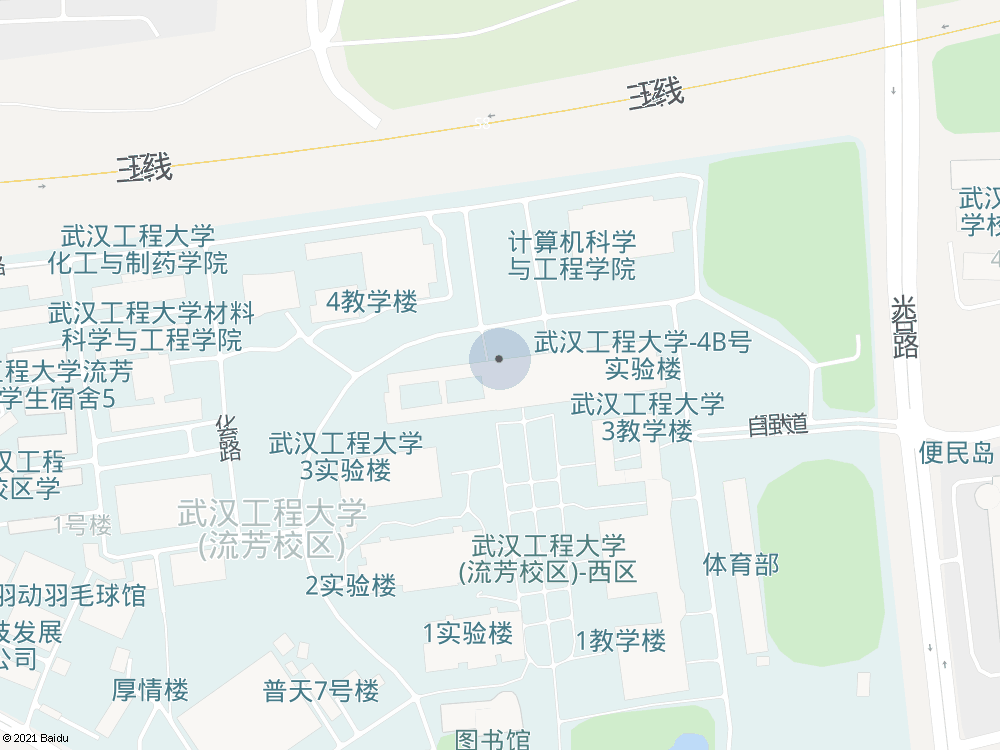 三环线
三环线
53
武汉工程大学
化工与制药学院
路
计算机科学
与工程学院
武汉
学校
4
4教学楼
武汉工程大学材料
科学与工程学院
光谷一路
武汉工程大学-4B号
实验楼
工程大学流芳
学生宿舍5
武汉工程大学
3教学楼
化育路
自强大道
武汉工程大学
3实验楼
便民岛
汉工程
校区学
1号楼
武汉工程大学
(流芳校区)
武汉工程大学
(流芳校区)-西区
体育部
2实验楼
羽动羽毛球馆
技发展
公司
1实验楼
1教学楼
厚情楼
普天7号楼
图书馆
© 2021 Baidu